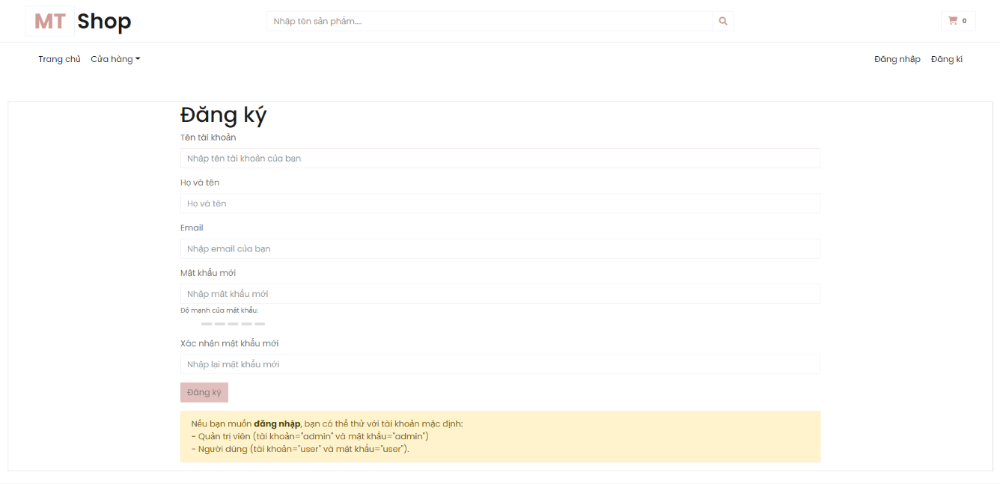 MT Shop
Nhập tên sản phẩm....
0
Trang chủ
Cửa hàng
Đăng nhập
Đăng kí
Đăng ký
Tên tài khoản
Nhập tên tài khoản của bạn
Họ và tên
Họ và tên
Email
Nhập email của bạn
Mật khẩu mới
Nhập mật khẩu mới
Độ mạnh của mật khẩu:
Xác nhận mật khẩu mới
Nhập lại mật khẩu mới
Đăng ký
Nếu bạn muốn đăng nhập, bạn có thể thử với tài khoản mặc định:
- Quản trị viên (tài khoản="admin" và mật khẩu="admin")
- Người dùng (tài khoản="user" và mật khẩu="user").